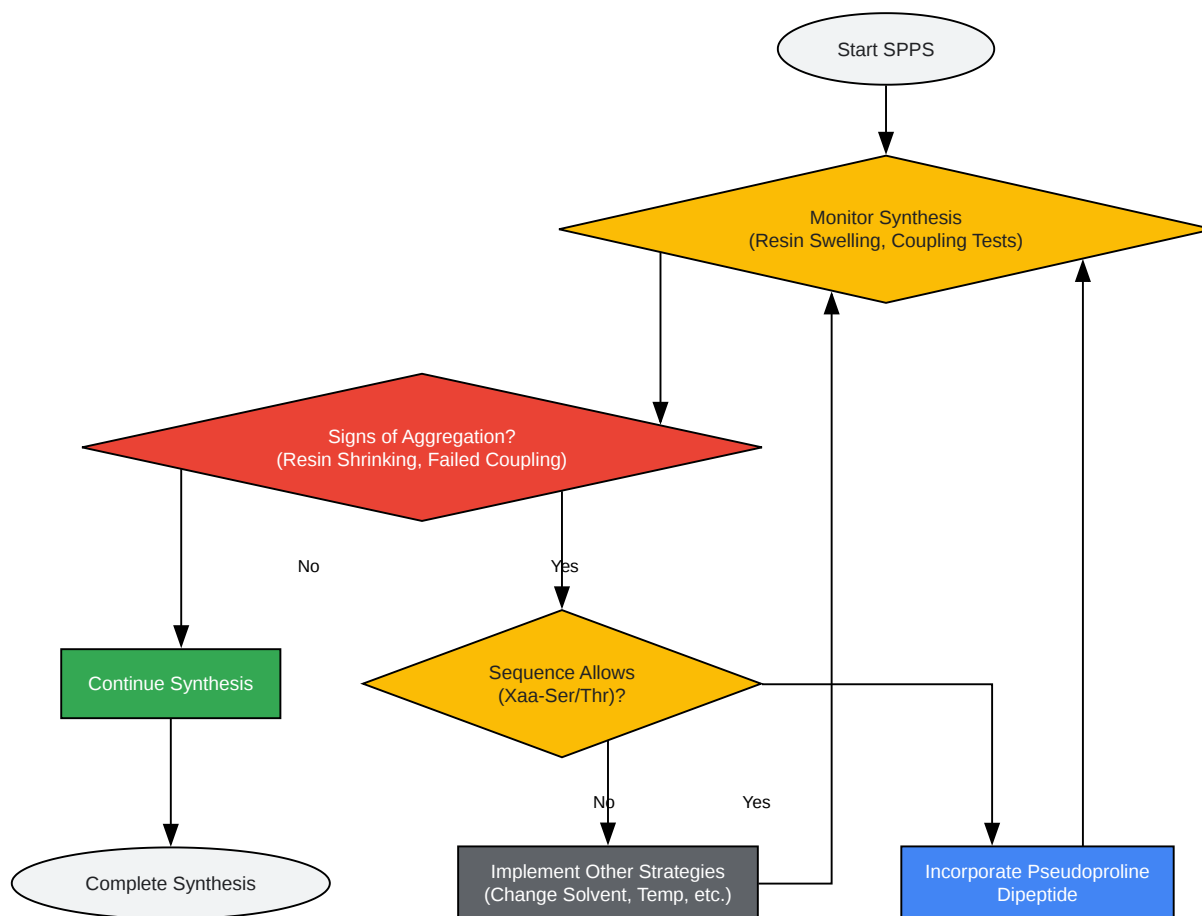 Start SPPS
Monitor Synthesis
(Resin Swelling, Coupling Tests)
Signs of Aggregation?
(Resin Shrinking, Failed Coupling)
No
Yes
Continue Synthesis
Sequence Allows
(Xaa-Ser/Thr)?
No
Yes
Complete Synthesis
Implement Other Strategies
(Change Solvent, Temp, etc.)
Incorporate Pseudoproline
Dipeptide